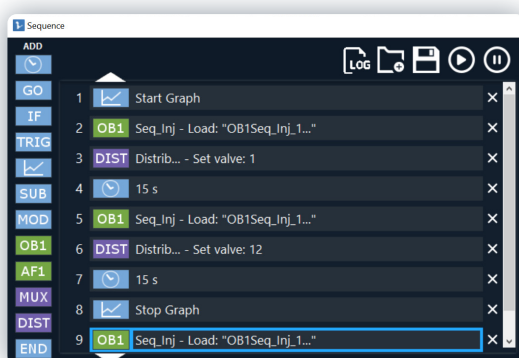 Sequence
ADD
LOG
GO
IF
TRIG
SUB
MOD
OB1
AF1
MUX
DIST
END
1 Start Graph
2 OB1 Seq_Inj - Load: "OB1Seq_Inj_1..."
3 DIST Distrib... - Set valve: 1
4 15 s
5 OB1 Seq_Inj - Load: "OB1Seq_Inj_1..."
6 DIST Distrib... - Set valve: 12
7 15 s
8 Stop Graph
9 OB1 Seq_Inj - Load: "OB1Seq_Inj_1..."